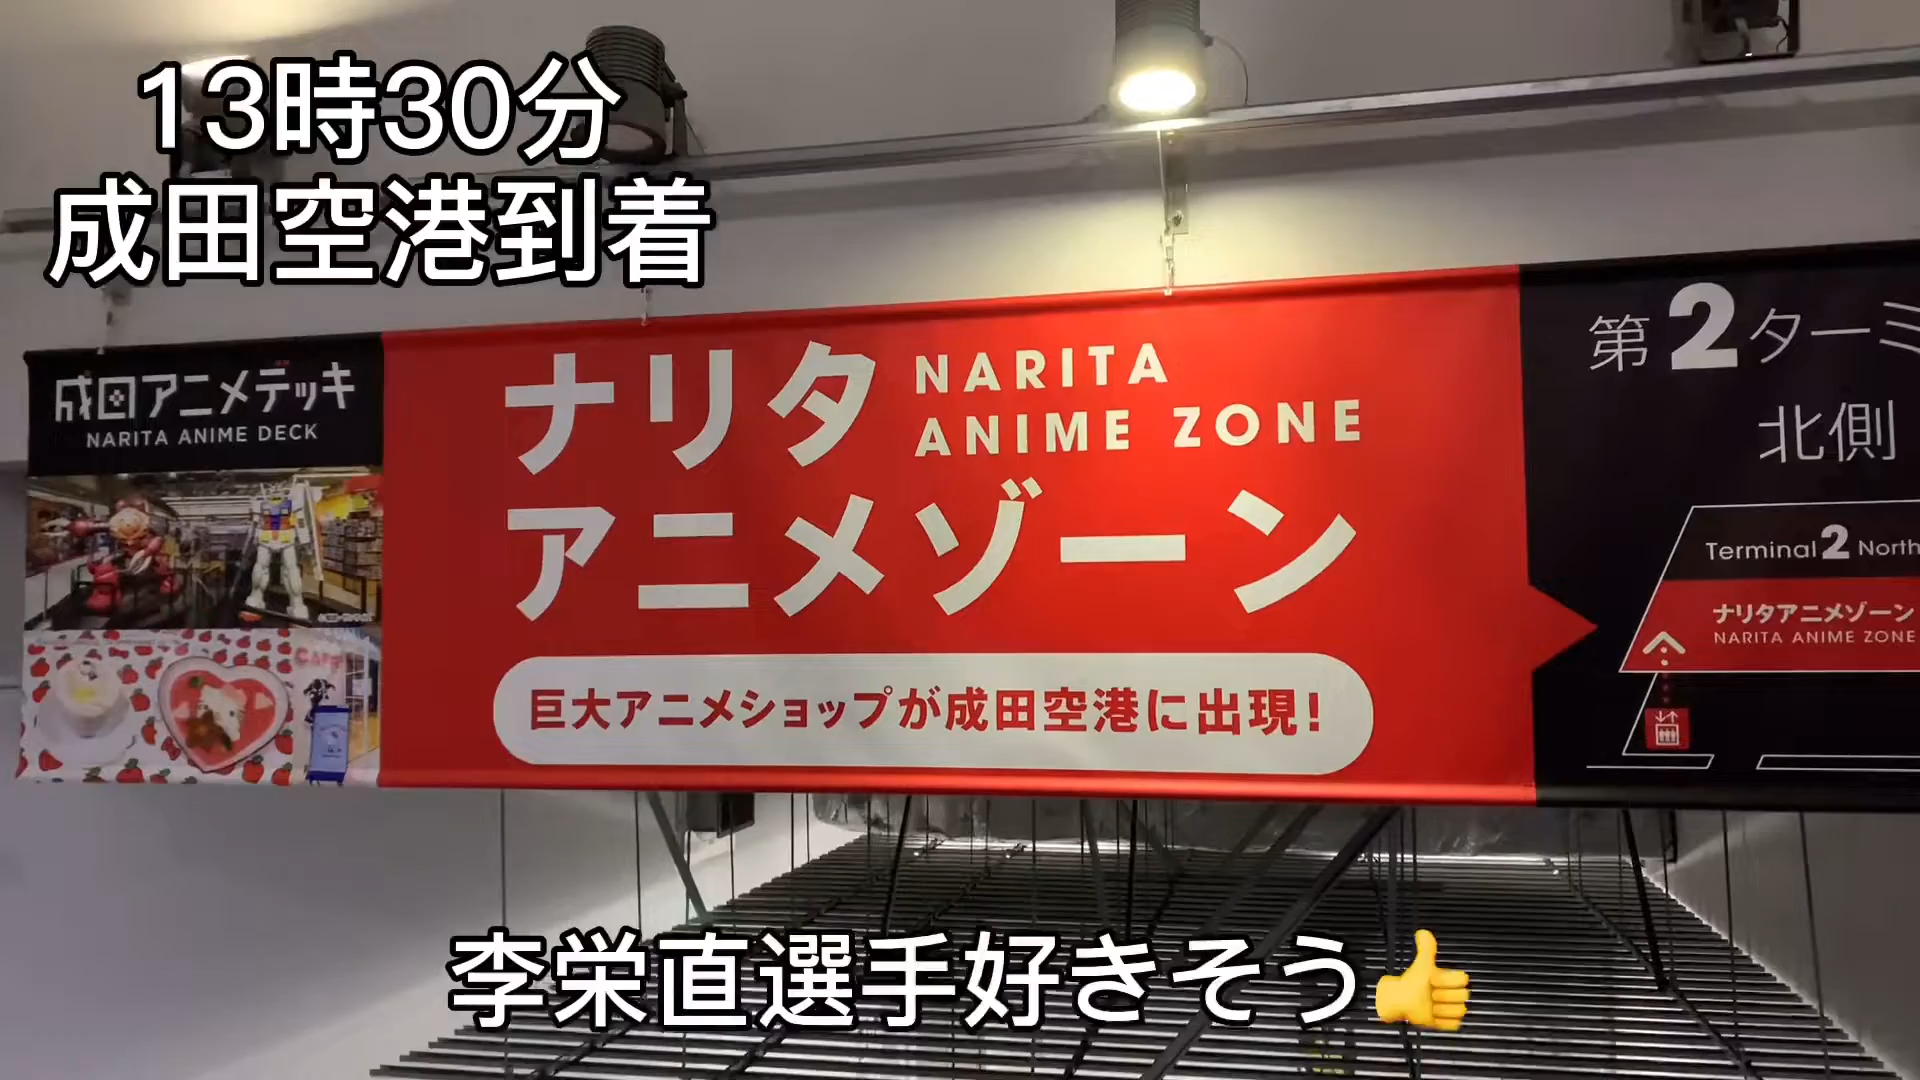 13時30分
成田空港到着
成田アニメデッキ
NARITA ANIME DECK
CAFE
ナリタ
アニメゾーン
NARITA
ANIME ZONE
巨大アニメショップが成田空港に出現!
第2ターミ
北側
Terminal 2 North
ナリタアニメゾーン
NARITA ANIME ZONE
李栄直選手好きそう👍